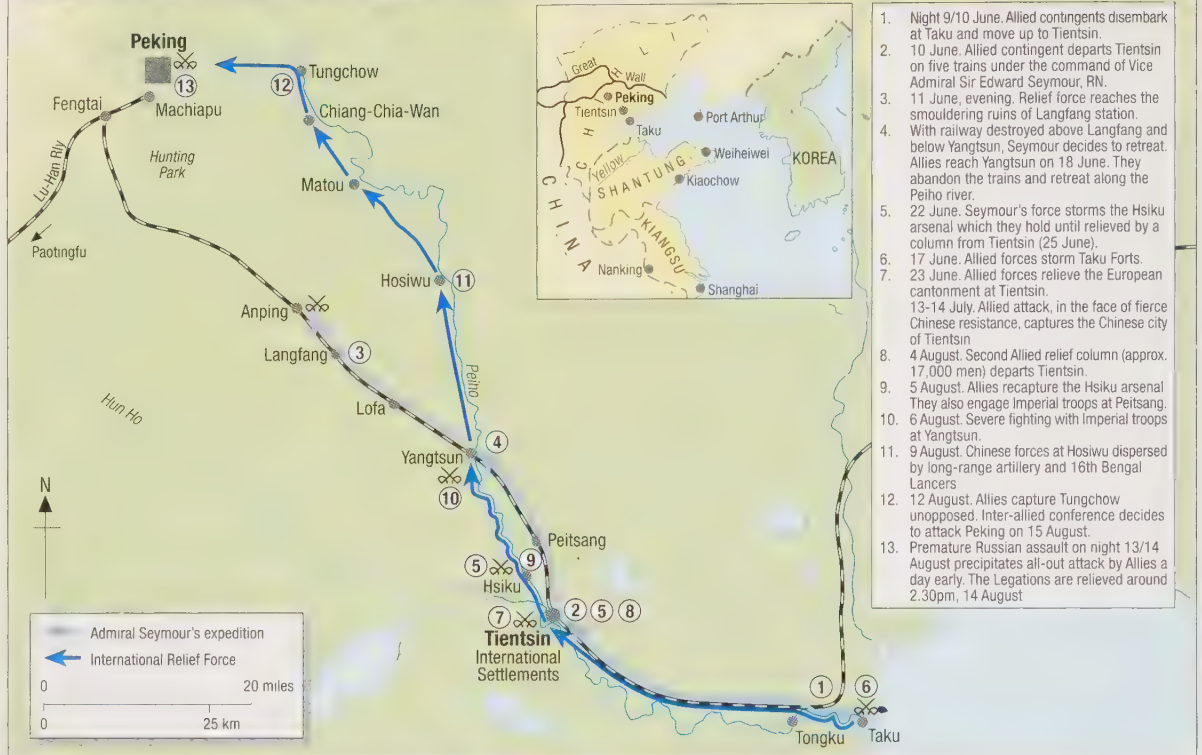 Peking
13
Machiapu
Fengtai
Lu-Han Rly
Paotingfu
Hunting
Park
12
Tungchow
Chiang-Chia-Wan
Matou
Hosiwu
11
Anping
Langfang
3
Lofa
Hun Ho
Peiho
Yangtsun
4
10
Peitsang
5
9
Hsiku
7
2 5 8
Tientsin
International
Settlements
1
6
Tongku
Taku
N
Admiral Seymour's expedition
International Relief Force
0 20 miles
0 25 km
CHIHLI
Great Wall
Peking
Tientsin
Taku
Port Arthur
Weiheiwei
KOREA
Yellow
SHANTUNG
Kiaochow
CHINA
KIANGSU
Nanking
Shanghai
1. Night 9/10 June. Allied contingents disembark
at Taku and move up to Tientsin.
2. 10 June. Allied contingent departs Tientsin
on five trains under the command of Vice
Admiral Sir Edward Seymour, RN.
3. 11 June, evening. Relief force reaches the
smouldering ruins of Langfang station.
4. With railway destroyed above Langfang and
below Yangtsun, Seymour decides to retreat.
Allies reach Yangtsun on 18 June. They
abandon the trains and retreat along the
Peiho river.
5. 22 June. Seymour's force storms the Hsiku
arsenal which they hold until relieved by a
column from Tientsin (25 June).
6. 17 June. Allied forces storm Taku Forts.
7. 23 June. Allied forces relieve the European
cantonment at Tientsin.
13-14 July. Allied attack, in the face of fierce
Chinese resistance, captures the Chinese city
of Tientsin
8. 4 August. Second Allied relief column (approx.
17,000 men) departs Tientsin.
9. 5 August. Allies recapture the Hsiku arsenal
They also engage Imperial troops at Peitsang.
10. 6 August. Severe fighting with Imperial troops
at Yangtsun.
11. 9 August. Chinese forces at Hosiwu dispersed
by long-range artillery and 16th Bengal
Lancers
12. 12 August. Allies capture Tungchow
unopposed. Inter-allied conference decides
to attack Peking on 15 August.
13. Premature Russian assault on night 13/14
August precipitates all-out attack by Allies a
day early. The Legations are relieved around
2.30pm, 14 August